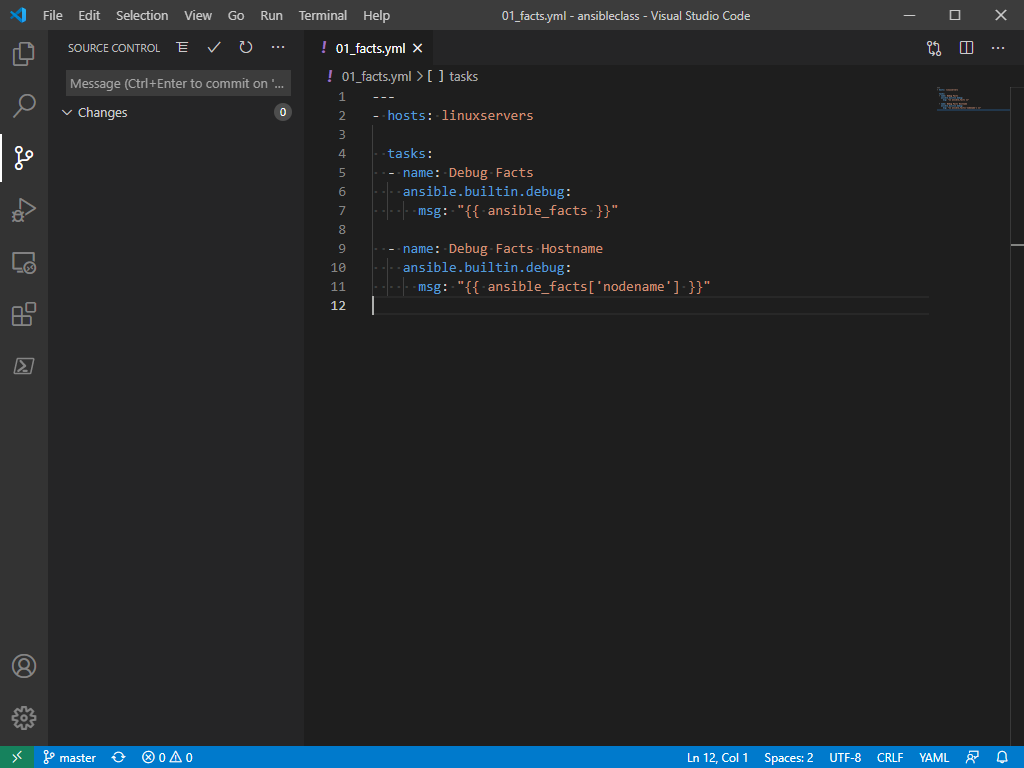 File Edit Selection View Go Run Terminal Help 01_facts.yml - ansibleclass - Visual Studio Code
SOURCE CONTROL
Message (Ctrl+Enter to commit on '...
Changes 0
01_facts.yml
01_facts.yml > [ ] tasks
1 ---
2 - hosts: linuxservers
3
4   tasks:
5   - name: Debug Facts
6     ansible.builtin.debug:
7       msg: "{{ ansible_facts }}"
8
9   - name: Debug Facts Hostname
10     ansible.builtin.debug:
11       msg: "{{ ansible_facts['nodename'] }}"
12
master 0 0 Ln 12, Col 1 Spaces: 2 UTF-8 CRLF YAML